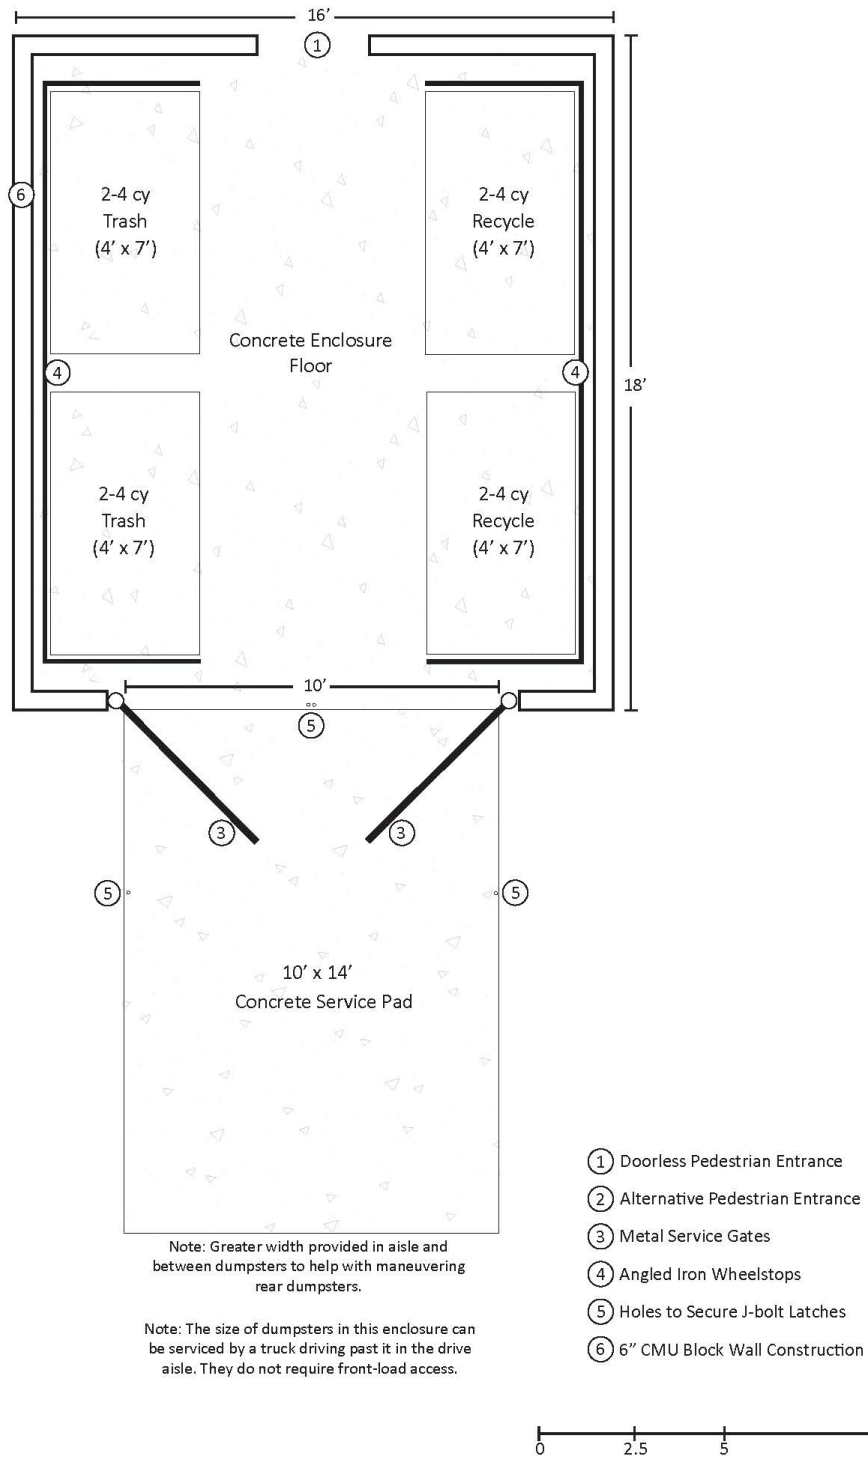 16’
1
6
2-4 cy
Trash
(4’ x 7’)
2-4 cy
Recycle
(4’ x 7’)
Concrete Enclosure
Floor
4
4
18’
2-4 cy
Trash
(4’ x 7’)
2-4 cy
Recycle
(4’ x 7’)
10’
5
3
3
5
5
10’ x 14’
Concrete Service Pad
Note: Greater width provided in aisle and
between dumpsters to help with maneuvering
rear dumpsters.
Note: The size of dumpsters in this enclosure can
be serviced by a truck driving past it in the drive
aisle. They do not require front-load access.
1 Doorless Pedestrian Entrance
2 Alternative Pedestrian Entrance
3 Metal Service Gates
4 Angled Iron Wheelstops
5 Holes to Secure J-bolt Latches
6 6” CMU Block Wall Construction
0 2.5 5